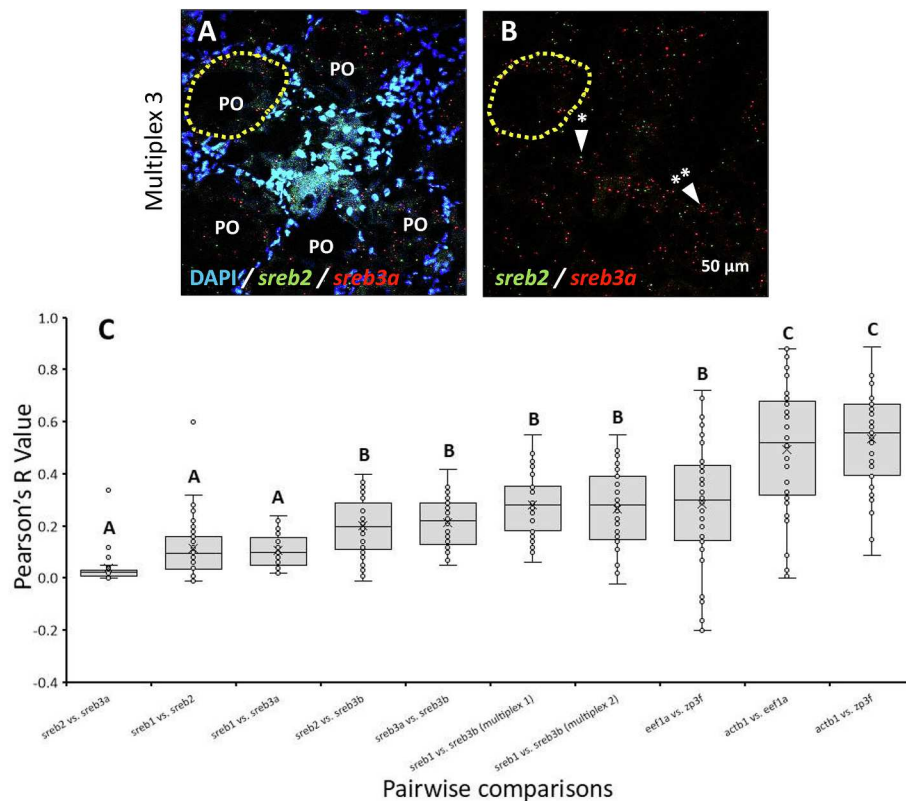 Multiplex 3
A
PO
PO
PO
PO
PO
DAPI / sreb2 / sreb3a
B
*
**
50 µm
sreb2 / sreb3a
C
Pearson's R Value
1.0
0.8
0.6
0.4
0.2
0.0
-0.2
-0.4
A
A
A
B
B
B
B
B
C
C
sreb2 vs. sreb3a
sreb1 vs. sreb2
sreb1 vs. sreb3a
sreb2 vs. sreb3b
sreb3a vs. sreb3b
sreb1 vs. sreb3b (multiplex 1)
sreb1 vs. sreb3b (multiplex 2)
eef1a vs. zp3f
actb1 vs. eef1a
actb1 vs. zp3f
Pairwise comparisons